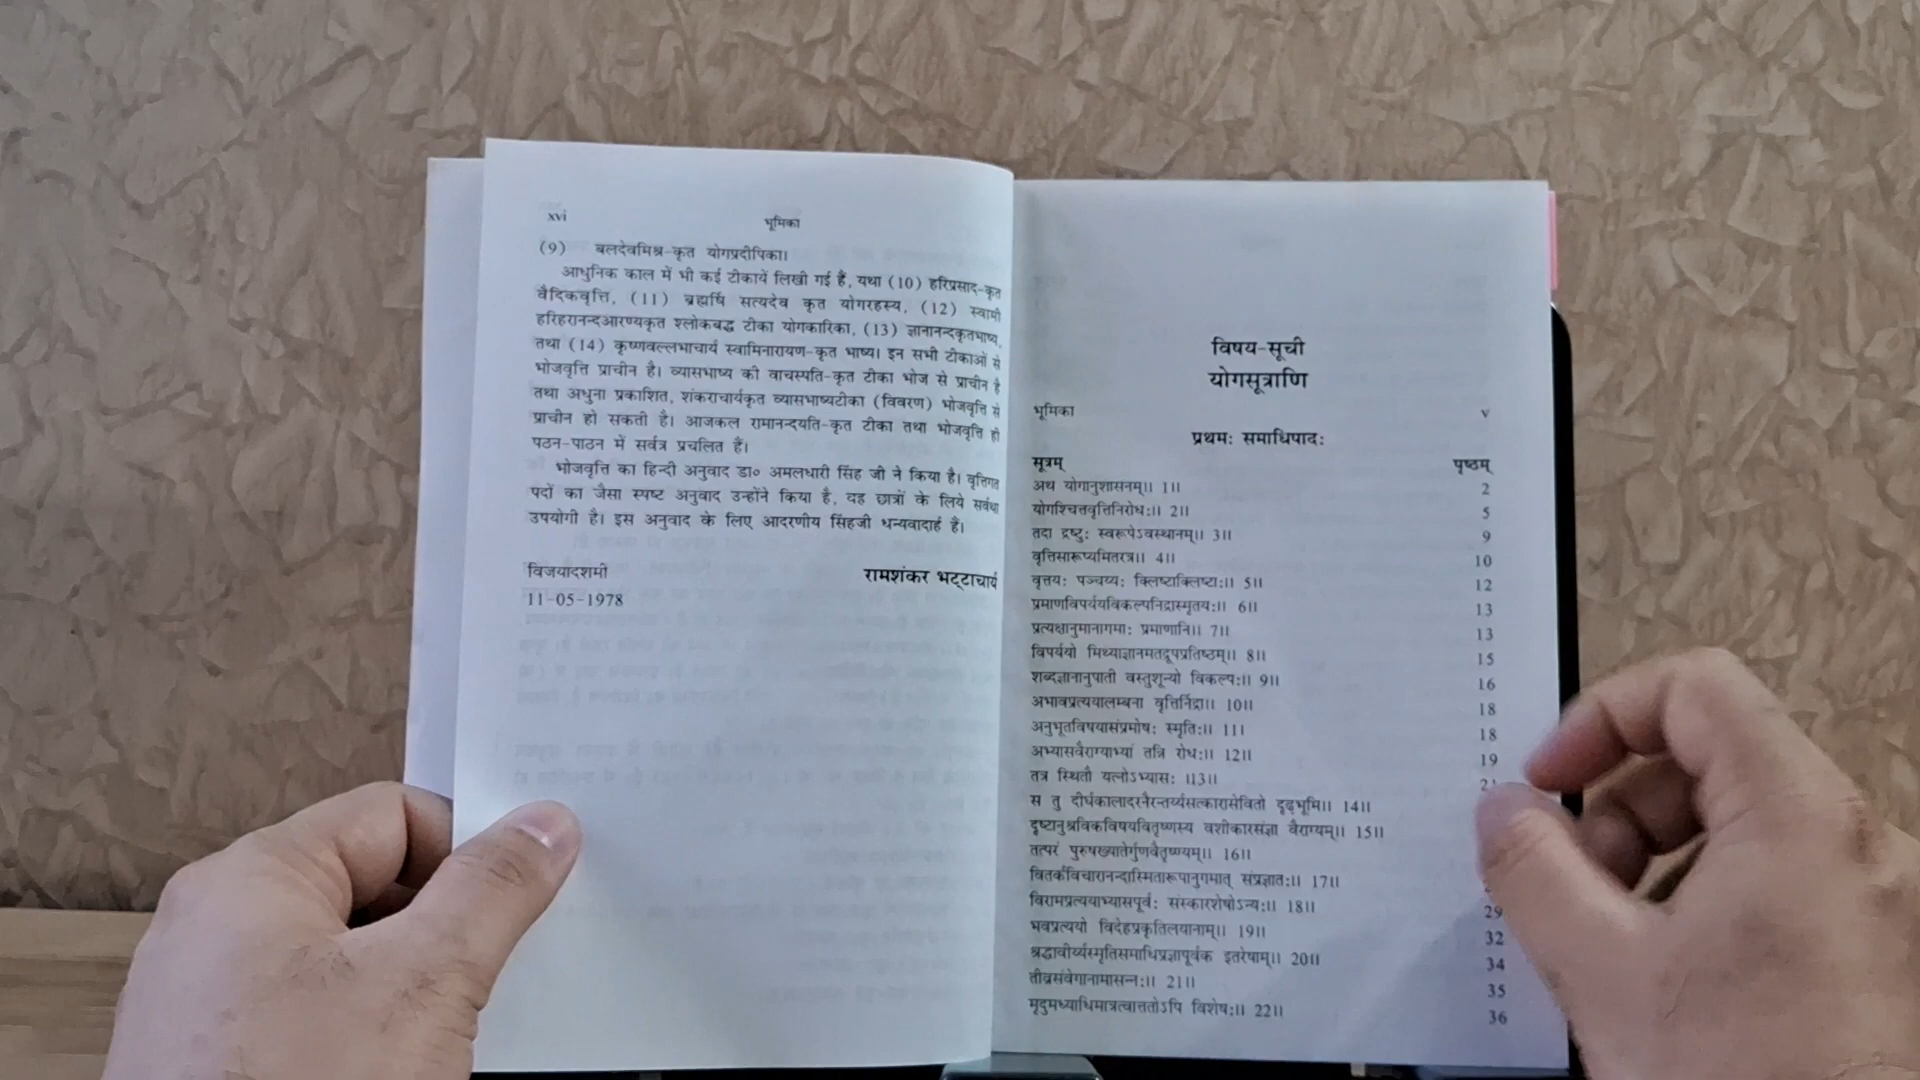 xvi
भूमिका
(9) बलदेवमिश्र-कृत योगप्रदीपिका।
आधुनिक काल में भी कई टीकायें लिखी गई हैं, यथा (10) हरिप्रसाद-कृत
वैदिकवृत्ति, (11) ब्रह्मर्षि सत्यदेव कृत योगरहस्य, (12) स्वामी
हरिहरानन्दआरण्यकृत श्लोकबद्ध टीका योगकारिका, (13) ज्ञानानन्दकृतभाष्य,
तथा (14) कृष्णवल्लभाचार्य स्वामिनारायण-कृत भाष्य। इन सभी टीकाओं से
भोजवृत्ति प्राचीन है। व्यासभाष्य की वाचस्पति-कृत टीका भोज से प्राचीन है
तथा अधुना प्रकाशित, शंकराचार्यकृत व्यासभाष्यटीका (विवरण) भोजवृत्ति से
प्राचीन हो सकती है। आजकल रामानन्दयति-कृत टीका तथा भोजवृत्ति ही
पठन-पाठन में सर्वत्र प्रचलित हैं।
भोजवृत्ति का हिन्दी अनुवाद डा० अमलधारी सिंह जी ने किया है। वृत्तिगत
पदों का जैसा स्पष्ट अनुवाद उन्होंने किया है, वह छात्रों के लिये सर्वथा
उपयोगी है। इस अनुवाद के लिए आदरणीय सिंहजी धन्यवादार्ह हैं।
विजयादशमी
रामशंकर भट्टाचार्य
11-05-1978
विषय-सूची
योगसूत्राणि
भूमिका v
प्रथमः समाधिपादः
सूत्रम् पृष्ठम्
अथ योगानुशासनम्।। 1।। 2
योगश्चित्तवृत्तिनिरोधः।। 2।। 5
तदा द्रष्टुः स्वरूपेऽवस्थानम्।। 3।। 9
वृत्तिसारूप्यमितरत्र।। 4।। 10
वृत्तयः पञ्चय्यः क्लिष्टाक्लिष्टाः।। 5।। 12
प्रमाणविपर्ययविकल्पनिद्रास्मृतयः।। 6।। 13
प्रत्यक्षानुमानागमाः प्रमाणानि।। 7।। 13
विपर्ययो मिथ्याज्ञानमतद्रूपप्रतिष्ठम्।। 8।। 15
शब्दज्ञानानुपाती वस्तुशून्यो विकल्पः।। 9।। 16
अभावप्रत्ययालम्बना वृत्तिर्निद्रा।। 10।। 18
अनुभूतविषयासंप्रमोषः स्मृतिः।। 11। 18
अभ्यासवैराग्याभ्यां तन्नि रोधः।। 12।। 19
तत्र स्थितौ यत्नोऽभ्यासः ।।13।। 21
स तु दीर्घकालादरनैरन्तर्य्यसत्कारासेवितो दृढ़भूमि।। 14।।
दृष्टानुश्रविकविषयवितृष्णस्य वशीकारसंज्ञा वैराग्यम्।। 15।।
तत्परं पुरुषख्यातेर्गुणवैतृष्ण्यम्।। 16।।
वितर्कविचारानन्दास्मितारूपानुगमात् संप्रज्ञातः।। 17।।
विरामप्रत्ययाभ्यासपूर्वः संस्कारशेषोऽन्यः।। 18।। 29
भवप्रत्ययो विदेहप्रकृतिलयानाम्।। 19।। 32
श्रद्धावीर्य्यस्मृतिसमाधिप्रज्ञापूर्वक इतरेषाम्।। 20।। 34
तीव्रसंवेगानामासन्नः।। 21।। 35
मृदुमध्याधिमात्रत्वात्ततोऽपि विशेषः।। 22।। 36